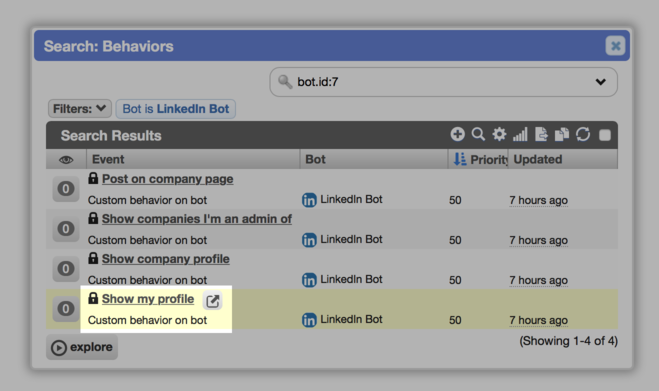 Search: Behaviors
bot.id:7
Filters: Bot is LinkedIn Bot
Search Results
Event Bot Priority Updated
0 Post on company page
Custom behavior on bot in LinkedIn Bot 50 7 hours ago
0 Show companies I'm an admin of
Custom behavior on bot in LinkedIn Bot 50 7 hours ago
0 Show company profile
Custom behavior on bot in LinkedIn Bot 50 7 hours ago
0 Show my profile
Custom behavior on bot in LinkedIn Bot 50 7 hours ago
explore (Showing 1-4 of 4)